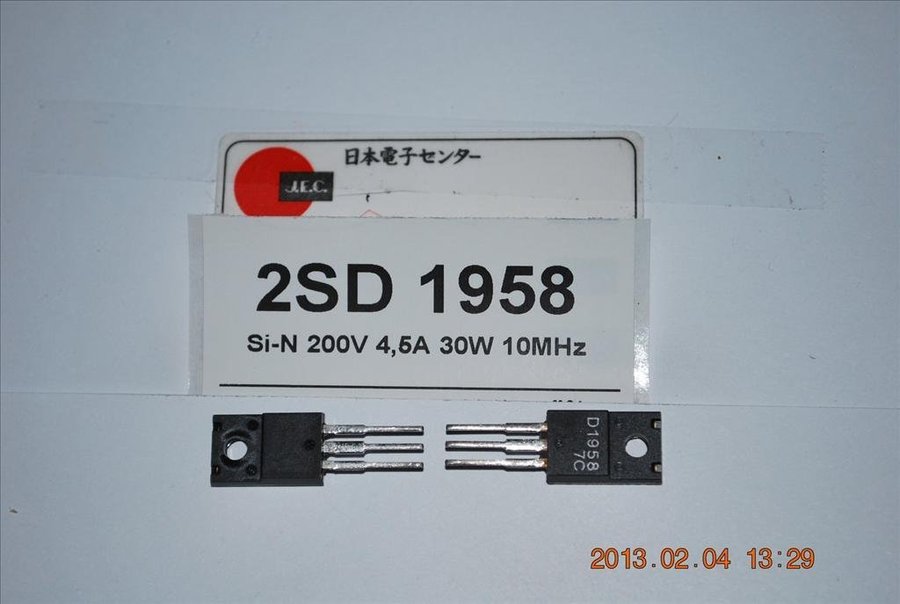 日本電子センター
J.E.C.
2SD 1958
Si-N 200V 4,5A 30W 10MHz
D1958
7C
2013.02.04 13:29